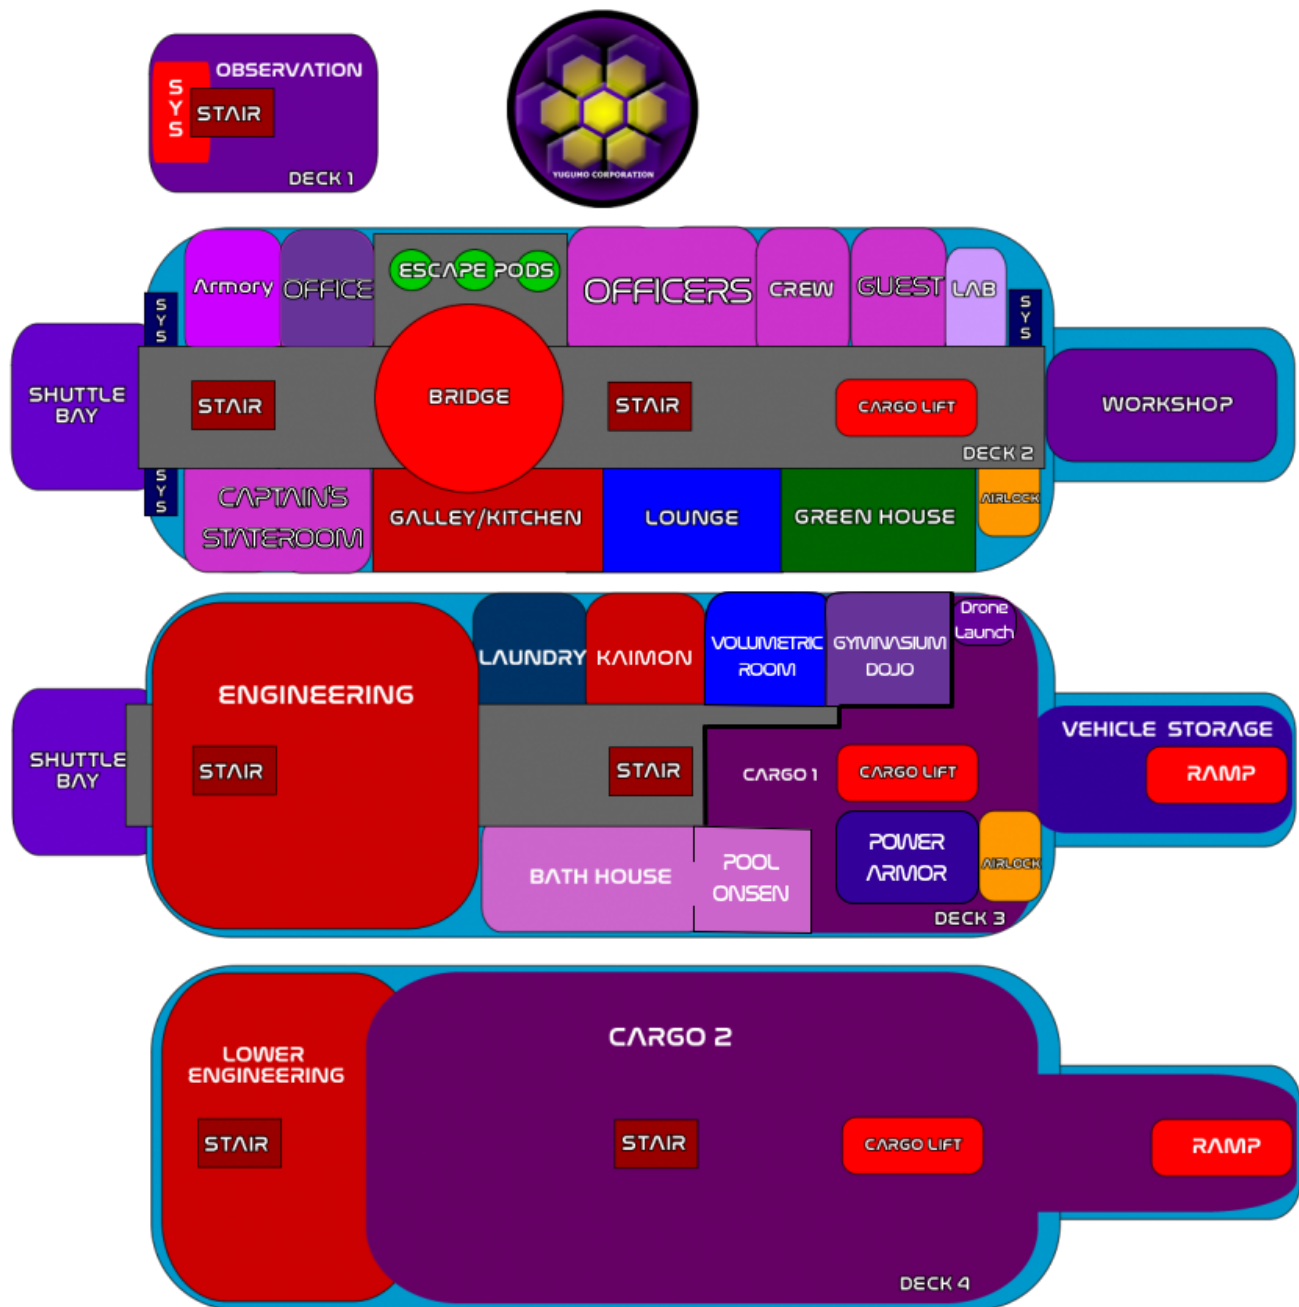 OBSERVATION
SYS
STAIR
DECK 1
YUGUMO CORPORATION
Armory
OFFICE
ESCAPE PODS
OFFICERS
CREW
GUEST
LAB
SYS
SYS
SHUTTLE
BAY
STAIR
BRIDGE
STAIR
CARGO LIFT
WORKSHOP
DECK 2
SYS
CAPTAIN'S
STATEROOM
GALLEY/KITCHEN
LOUNGE
GREEN HOUSE
AIRLOCK
ENGINEERING
LAUNDRY
KAIMON
VOLUMETRIC
ROOM
GYMNASIUM
DOJO
Drone
Launch
SHUTTLE
BAY
STAIR
STAIR
CARGO 1
CARGO LIFT
VEHICLE STORAGE
RAMP
BATH HOUSE
POOL
ONSEN
POWER
ARMOR
AIRLOCK
DECK 3
LOWER
ENGINEERING
CARGO 2
STAIR
STAIR
CARGO LIFT
RAMP
DECK 4